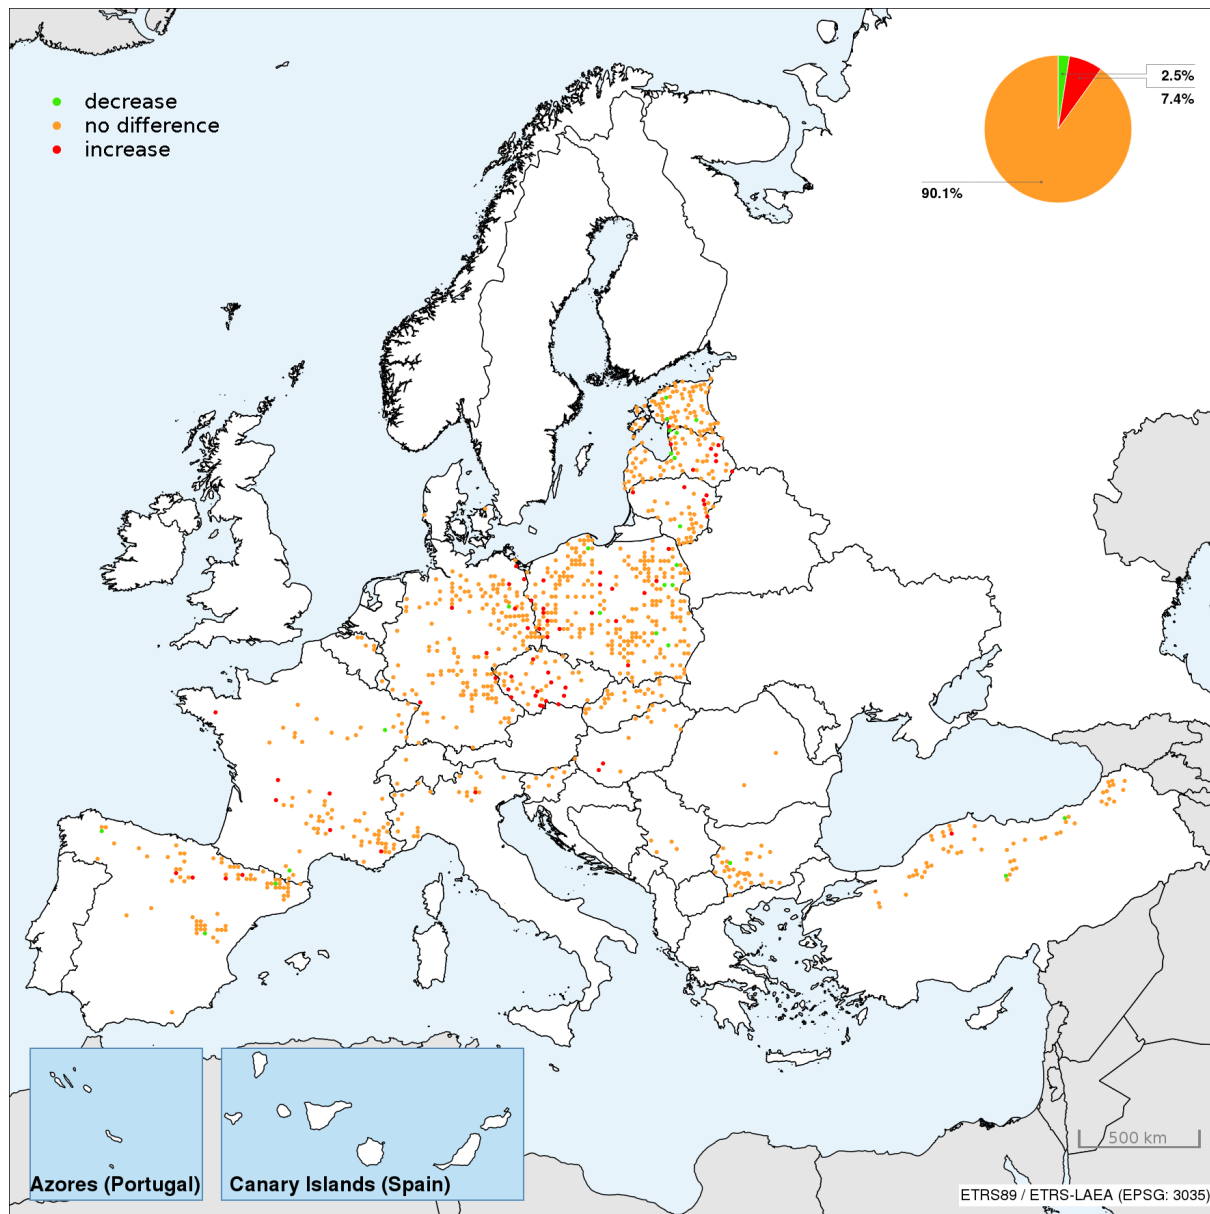 decrease
no difference
increase
2.5%
7.4%
90.1%
500 km
Azores (Portugal)
Canary Islands (Spain)
ETRS89 / ETRS-LAEA (EPSG: 3035)